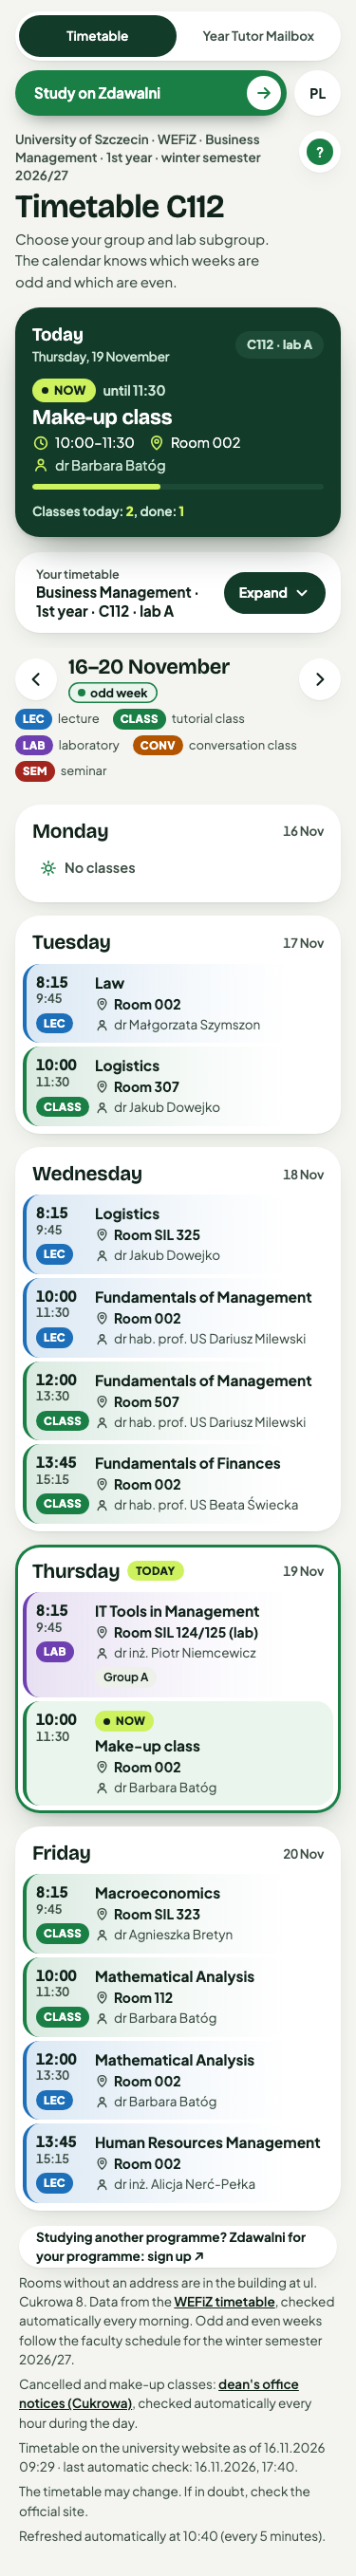 Timetable
Year Tutor Mailbox
Study on Zdawalni
PL
University of Szczecin · WEFiZ · Business
Management · 1st year · winter semester
2026/27
?
Timetable C112
Choose your group and lab subgroup.
The calendar knows which weeks are
odd and which are even.
Today
Thursday, 19 November
C112 · lab A
NOW until 11:30
Make-up class
10:00–11:30 Room 002
dr Barbara Batóg
Classes today: 2, done: 1
Your timetable
Business Management ·
1st year · C112 · lab A
Expand
16–20 November
odd week
LEC lecture CLASS tutorial class
LAB laboratory CONV conversation class
SEM seminar
Monday 16 Nov
No classes
Tuesday 17 Nov
8:15 Law
9:45 Room 002
LEC dr Małgorzata Szymszon
10:00 Logistics
11:30 Room 307
CLASS dr Jakub Dowejko
Wednesday 18 Nov
8:15 Logistics
9:45 Room SIL 325
LEC dr Jakub Dowejko
10:00 Fundamentals of Management
11:30 Room 002
LEC dr hab. prof. US Dariusz Milewski
12:00 Fundamentals of Management
13:30 Room 507
CLASS dr hab. prof. US Dariusz Milewski
13:45 Fundamentals of Finances
15:15 Room 002
CLASS dr hab. prof. US Beata Świecka
Thursday TODAY 19 Nov
8:15 IT Tools in Management
9:45 Room SIL 124/125 (lab)
LAB dr inż. Piotr Niemcewicz
Group A
10:00 NOW
11:30
Make-up class
Room 002
dr Barbara Batóg
Friday 20 Nov
8:15 Macroeconomics
9:45 Room SIL 323
CLASS dr Agnieszka Bretyn
10:00 Mathematical Analysis
11:30 Room 112
CLASS dr Barbara Batóg
12:00 Mathematical Analysis
13:30 Room 002
LEC dr Barbara Batóg
13:45 Human Resources Management
15:15 Room 002
LEC dr inż. Alicja Nerć-Pełka
Studying another programme? Zdawalni for
your programme: sign up ↗
Rooms without an address are in the building at ul.
Cukrowa 8. Data from the WEFiZ timetable, checked
automatically every morning. Odd and even weeks
follow the faculty schedule for the winter semester
2026/27.
Cancelled and make-up classes: dean's office
notices (Cukrowa), checked automatically every
hour during the day.
Timetable on the university website as of 16.11.2026
09:29 · last automatic check: 16.11.2026, 17:40.
The timetable may change. If in doubt, check the
official site.
Refreshed automatically at 10:40 (every 5 minutes).